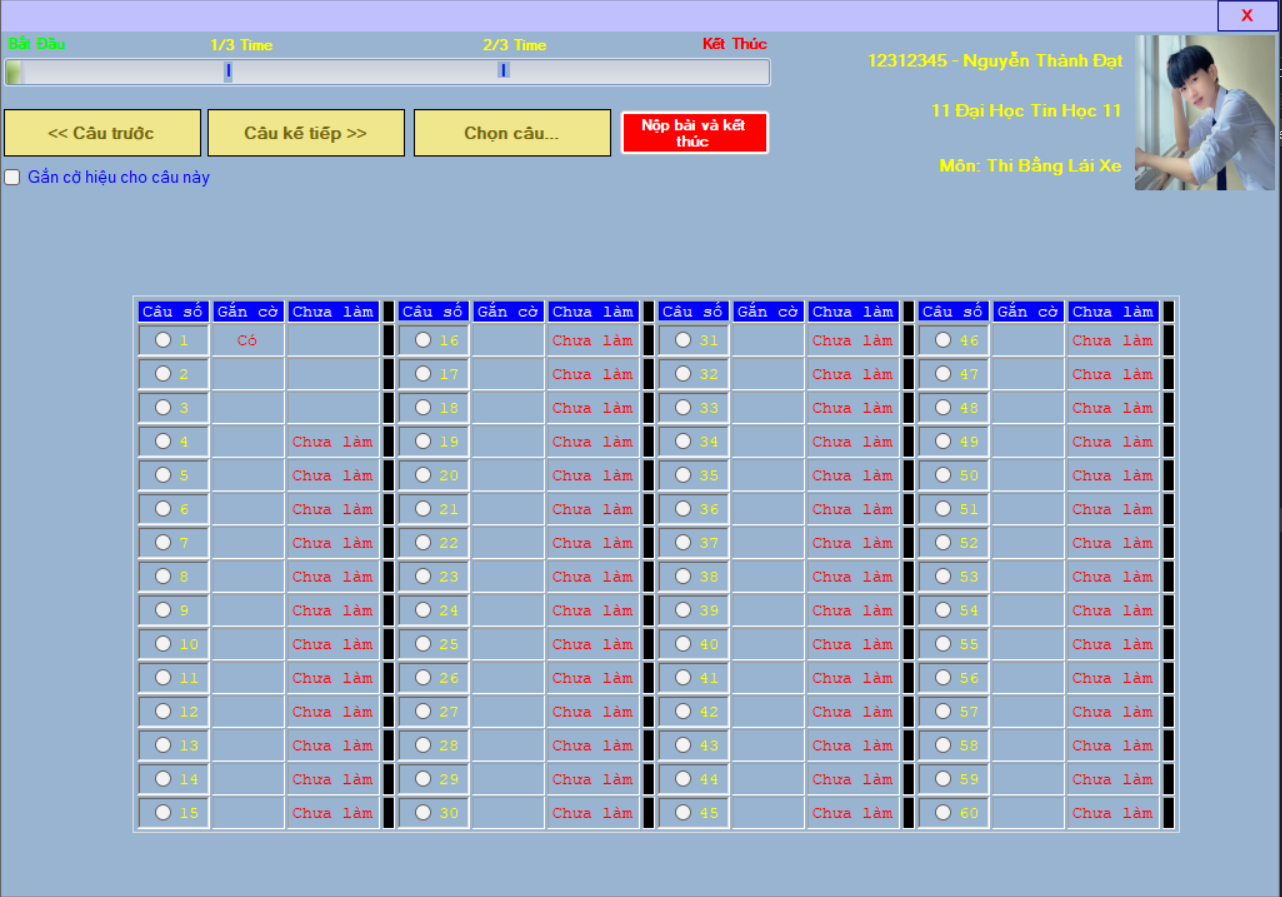 X
Bắt Đầu 1/3 Time 2/3 Time Kết Thúc
12312345 - Nguyễn Thành Đạt
11 Đại Học Tin Học 11
Môn: Thi Bằng Lái Xe
<< Câu trước Câu kế tiếp >> Chọn câu... Nộp bài và kết
thúc
Gắn cờ hiệu cho câu này
Câu số Gắn cờ Chưa làm Câu số Gắn cờ Chưa làm Câu số Gắn cờ Chưa làm Câu số Gắn cờ Chưa làm
1 Có 16 Chưa làm 31 Chưa làm 46 Chưa làm
2 17 Chưa làm 32 Chưa làm 47 Chưa làm
3 18 Chưa làm 33 Chưa làm 48 Chưa làm
4 Chưa làm 19 Chưa làm 34 Chưa làm 49 Chưa làm
5 Chưa làm 20 Chưa làm 35 Chưa làm 50 Chưa làm
6 Chưa làm 21 Chưa làm 36 Chưa làm 51 Chưa làm
7 Chưa làm 22 Chưa làm 37 Chưa làm 52 Chưa làm
8 Chưa làm 23 Chưa làm 38 Chưa làm 53 Chưa làm
9 Chưa làm 24 Chưa làm 39 Chưa làm 54 Chưa làm
10 Chưa làm 25 Chưa làm 40 Chưa làm 55 Chưa làm
11 Chưa làm 26 Chưa làm 41 Chưa làm 56 Chưa làm
12 Chưa làm 27 Chưa làm 42 Chưa làm 57 Chưa làm
13 Chưa làm 28 Chưa làm 43 Chưa làm 58 Chưa làm
14 Chưa làm 29 Chưa làm 44 Chưa làm 59 Chưa làm
15 Chưa làm 30 Chưa làm 45 Chưa làm 60 Chưa làm